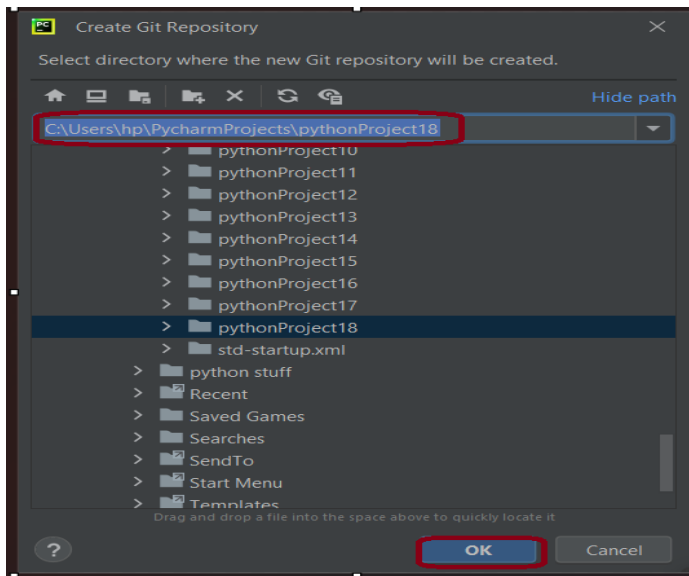 PC
Create Git Repository
Select directory where the new Git repository will be created.
Hide path
C:\Users\hp\PycharmProjects\pythonProject18
pythonProject10
pythonProject11
pythonProject12
pythonProject13
pythonProject14
pythonProject15
pythonProject16
pythonProject17
pythonProject18
std-startup.xml
python stuff
Recent
Saved Games
Searches
SendTo
Start Menu
Templates
Drag and drop a file into the space above to quickly locate it
? OK Cancel